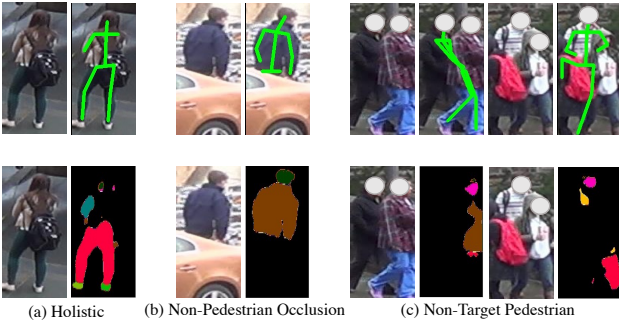 (a) Holistic
(b) Non-Pedestrian Occlusion
(c) Non-Target Pedestrian